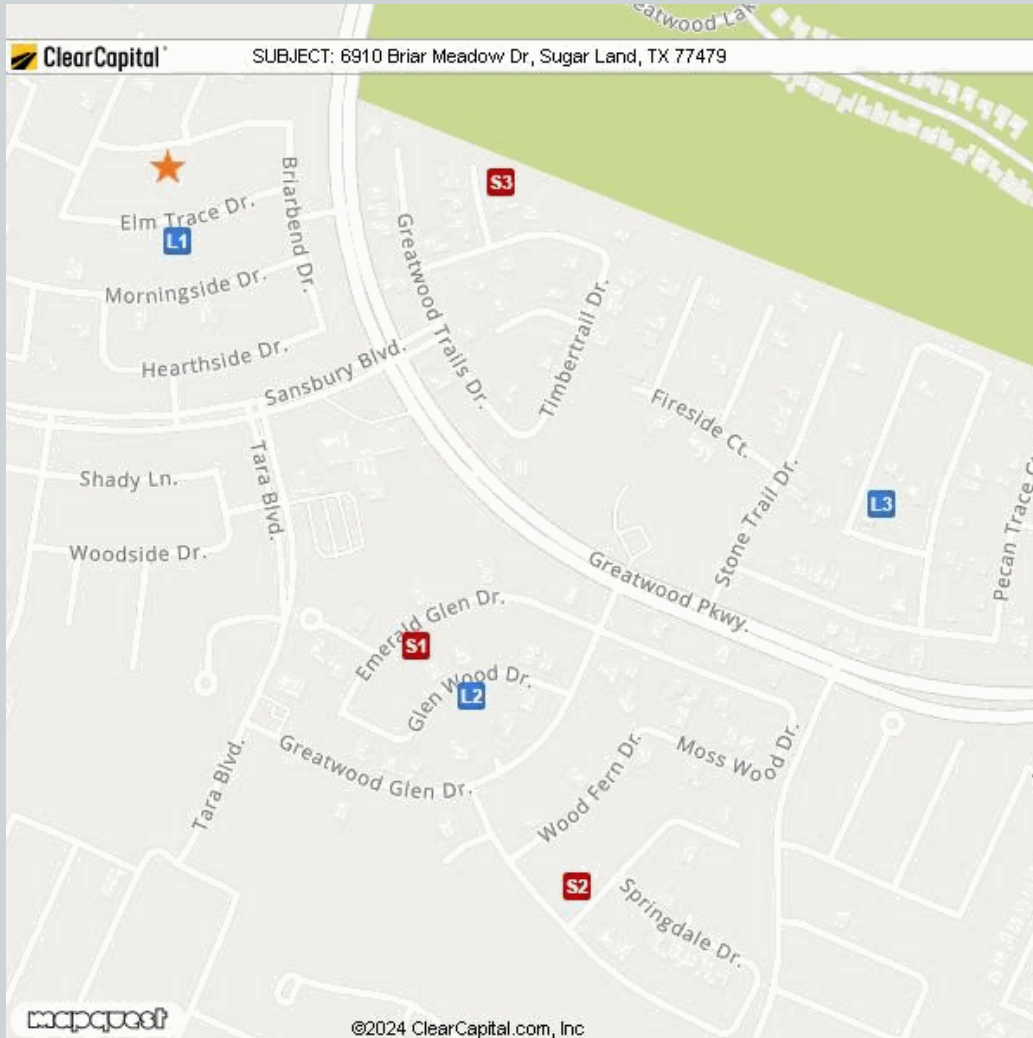 eatwood Lak
ClearCapital
SUBJECT: 6910 Briar Meadow Dr, Sugar Land, TX 77479
S3
Briarbend Dr.
Elm Trace Dr.
L1
Greatwood Trails Dr.
Morningside Dr.
Timbertrail Dr.
Hearthside Dr.
Sansbury Blvd.
Fireside Ct.
Tara Blvd.
Shady Ln.
Stone Trail Dr.
L3
Pecan Trace C
Woodside Dr.
Greatwood Pkwy.
Emerald Glen Dr.
S1
Glen Wood Dr.
L2
Greatwood Glen Dr.
Moss Wood Dr.
Tara Blvd.
Wood Fern Dr.
S2
Springdale Dr.
mapquest
©2024 ClearCapital.com, Inc